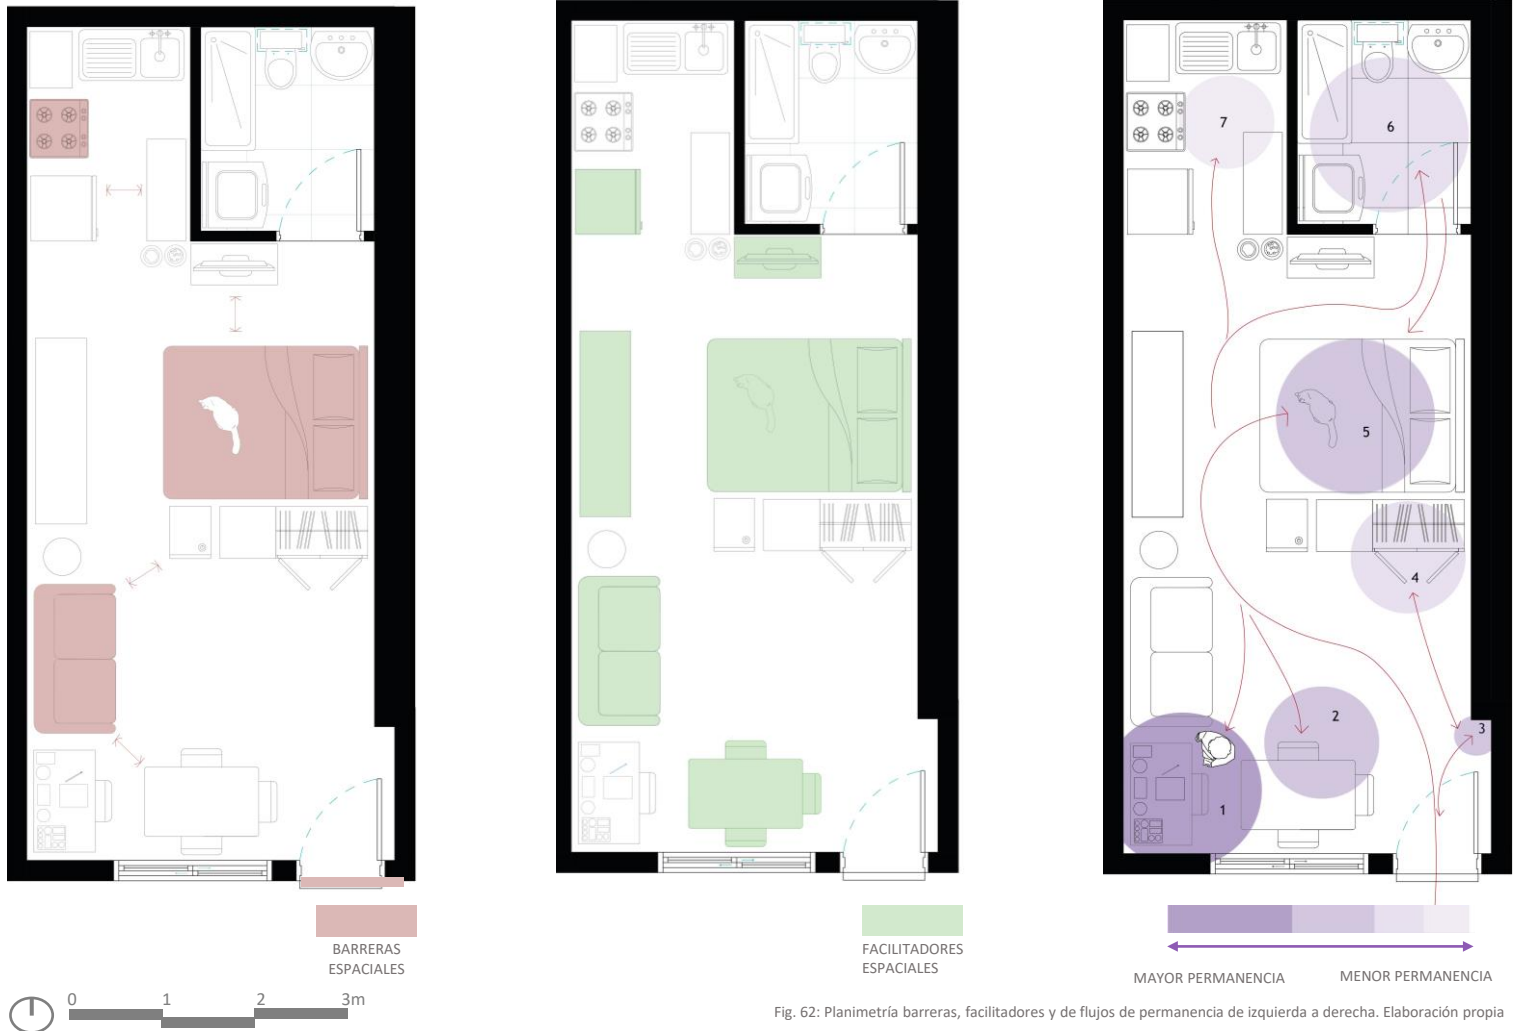 7
6
5
4
3
2
1
BARRERAS
ESPACIALES
FACILITADORES
ESPACIALES
MAYOR PERMANENCIA
MENOR PERMANENCIA
0 1 2 3m
Fig. 62: Planimetría barreras, facilitadores y de flujos de permanencia de izquierda a derecha. Elaboración propia